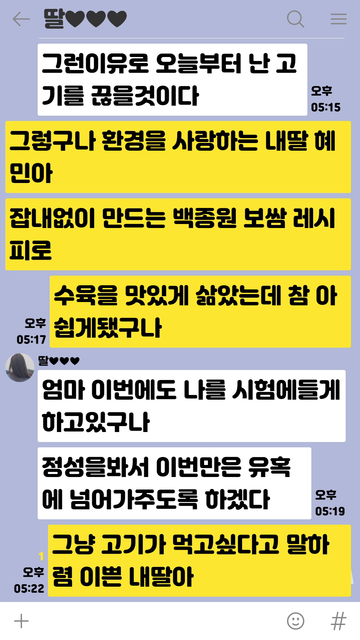 딸♥♥♥
그런이유로 오늘부터 난 고
기를 끊을것이다
오후
05:15
그렇구나 환경을 사랑하는 내딸 혜
민아
잡내없이 만드는 백종원 보쌈 레시
피로
수육을 맛있게 삶았는데 참 아
쉽게됐구나
오후
05:17
딸♥♥♥
엄마 이번에도 나를 시험에들게
하고있구나
정성을봐서 이번만은 유혹
에 넘어가주도록 하겠다
오후
05:19
그냥 고기가 먹고싶다고 말하
렴 이쁜 내딸아
1
오후
05:22